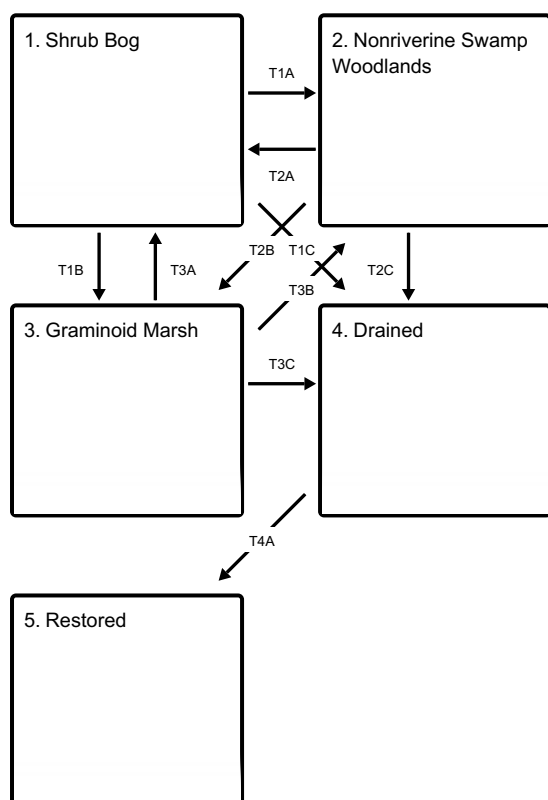 1. Shrub Bog
2. Nonriverine Swamp
Woodlands
T1A
T2A
T2B
T1C
T1B
T3A
T3B
T2C
3. Graminoid Marsh
4. Drained
T3C
T4A
5. Restored